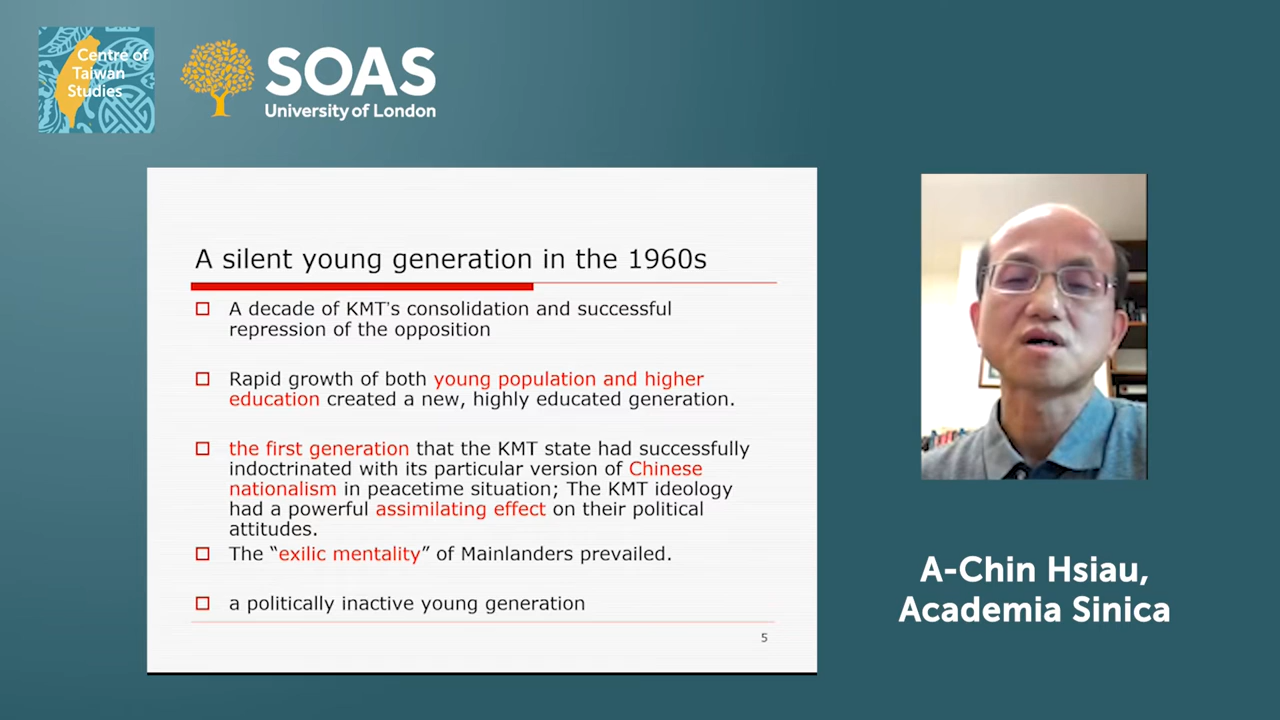 Centre of
Taiwan
Studies
SOAS
University of London
A silent young generation in the 1960s
A decade of KMT's consolidation and successful
repression of the opposition
Rapid growth of both young population and higher
education created a new, highly educated generation.
the first generation that the KMT state had successfully
indoctrinated with its particular version of Chinese
nationalism in peacetime situation; The KMT ideology
had a powerful assimilating effect on their political
attitudes.
The “exilic mentality” of Mainlanders prevailed.
a politically inactive young generation
5
A-Chin Hsiau,
Academia Sinica